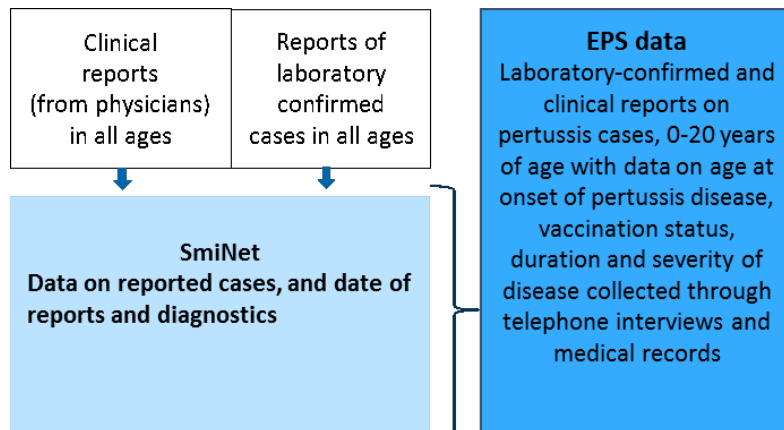 Clinical
reports
(from physicians)
in all ages
Reports of
laboratory
confirmed
cases in all ages
SmiNet
Data on reported cases, and date of
reports and diagnostics
EPS data
Laboratory-confirmed and
clinical reports on
pertussis cases, 0-20 years
of age with data on age at
onset of pertussis disease,
vaccination status,
duration and severity of
disease collected through
telephone interviews and
medical records